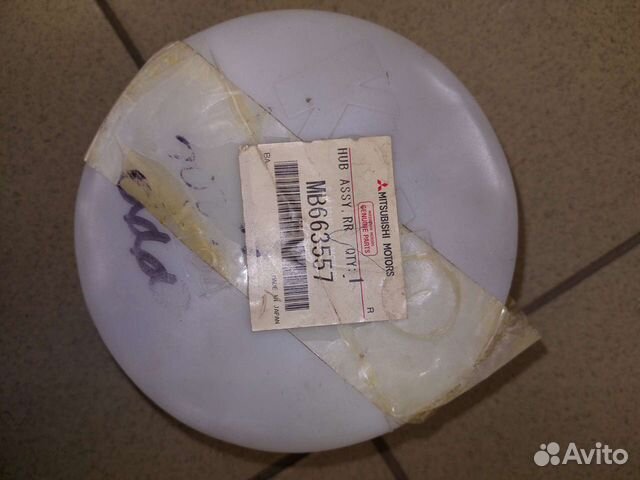 MITSUBISHI MOTORS
GENUINE PARTS
HUB ASSY,RR QTY: 1
R
MB663557
MADE IN JAPAN
Avito